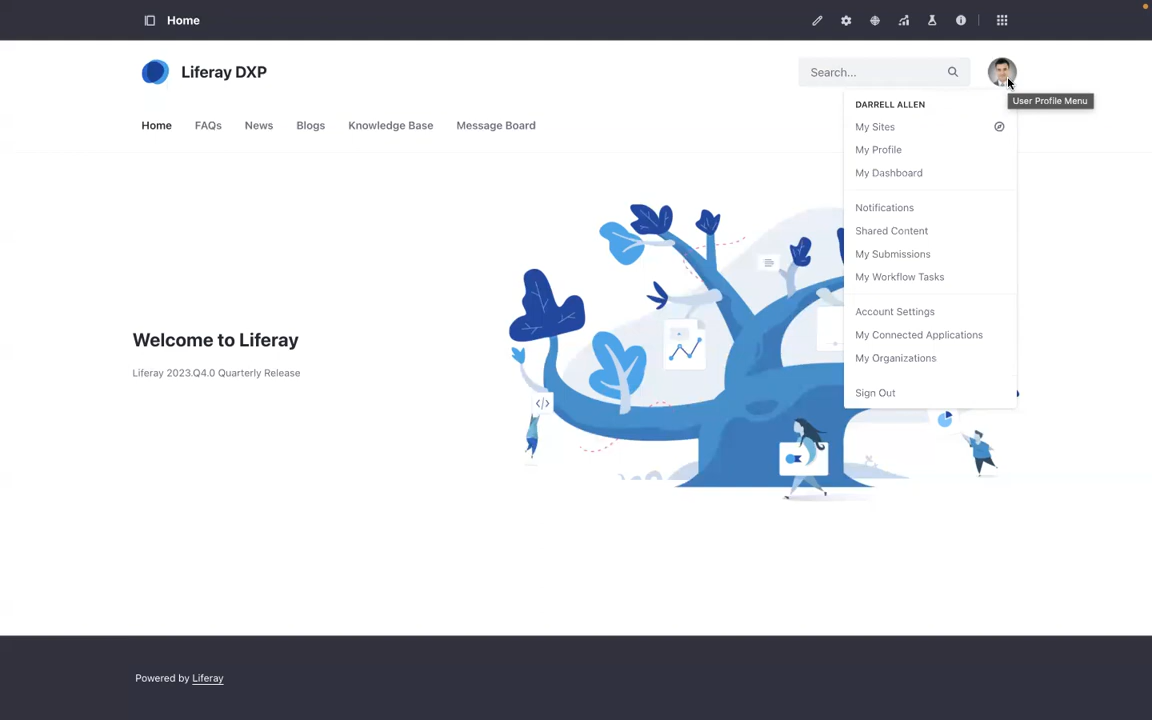 Home
Liferay DXP
Search...
User Profile Menu
DARRELL ALLEN
My Sites
My Profile
My Dashboard
Notifications
Shared Content
My Submissions
My Workflow Tasks
Account Settings
My Connected Applications
My Organizations
Sign Out
Home FAQs News Blogs Knowledge Base Message Board
Welcome to Liferay
Liferay 2023.Q4.0 Quarterly Release
</>
Powered by Liferay